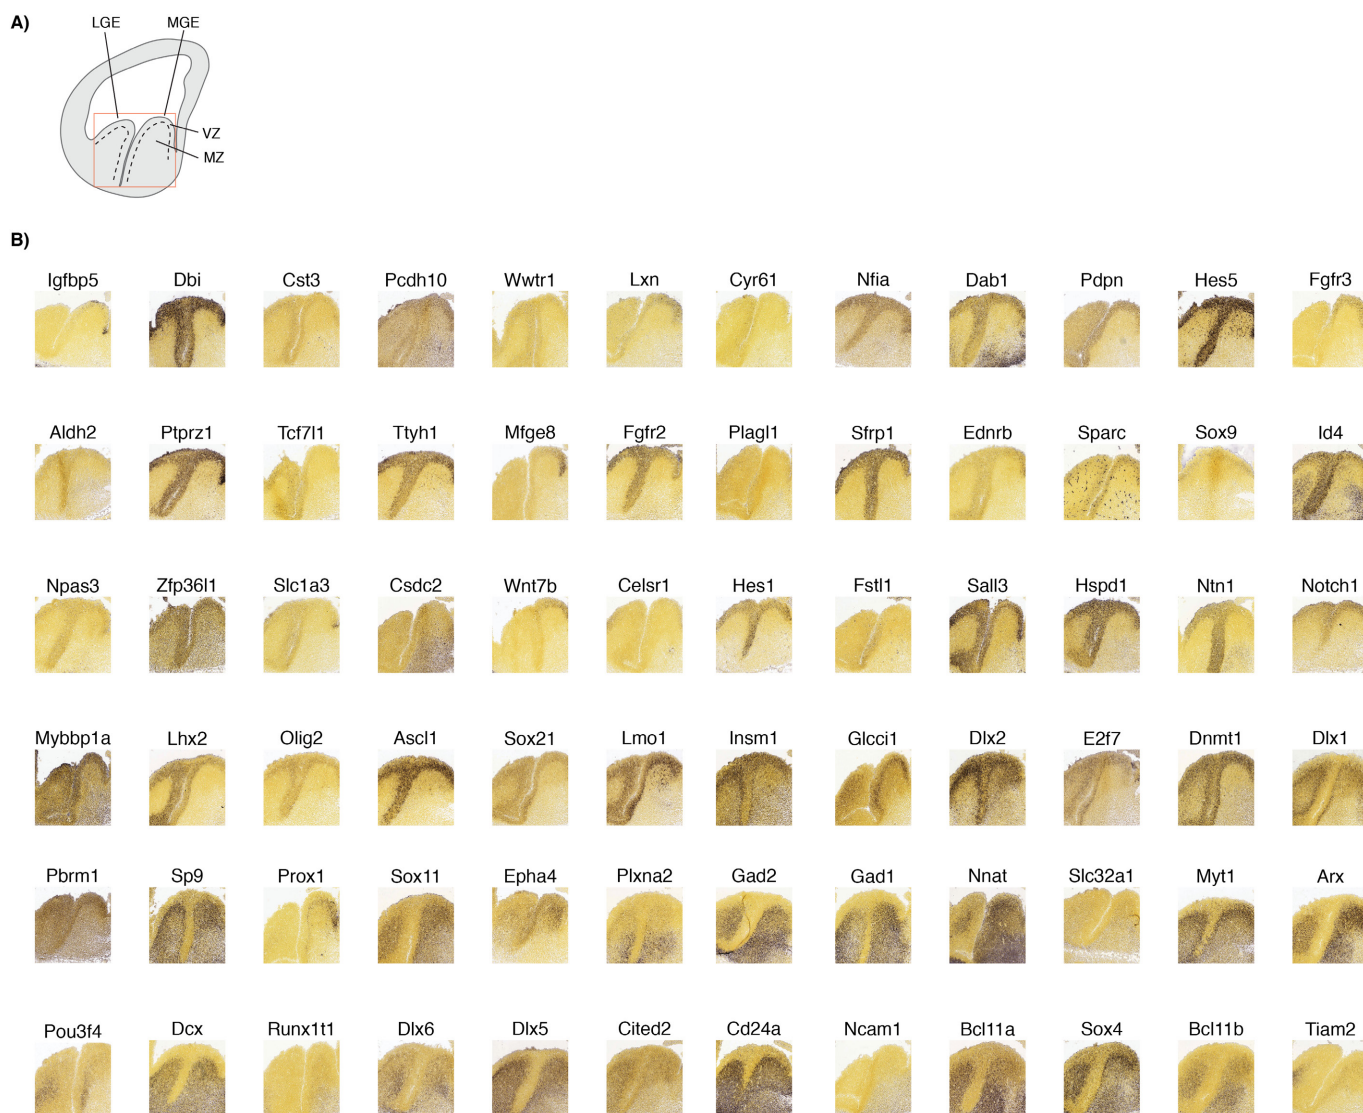 A)
LGE MGE
VZ
MZ
B)
Igfbp5 Dbi Cst3 Pcdh10 Wwtr1 Lxn Cyr61 Nfia Dab1 Pdpn Hes5 Fgfr3
Aldh2 Ptprz1 Tcf7l1 Ttyh1 Mfge8 Fgfr2 Plagl1 Sfrp1 Ednrb Sparc Sox9 Id4
Npas3 Zfp36l1 Slc1a3 Csdc2 Wnt7b Celsr1 Hes1 Fstl1 Sall3 Hspd1 Ntn1 Notch1
Mybbp1a Lhx2 Olig2 Ascl1 Sox21 Lmo1 Insm1 Glcci1 Dlx2 E2f7 Dnmt1 Dlx1
Pbrm1 Sp9 Prox1 Sox11 Epha4 Plxna2 Gad2 Gad1 Nnat Slc32a1 Myt1 Arx
Pou3f4 Dcx Runx1t1 Dlx6 Dlx5 Cited2 Cd24a Ncam1 Bcl11a Sox4 Bcl11b Tiam2